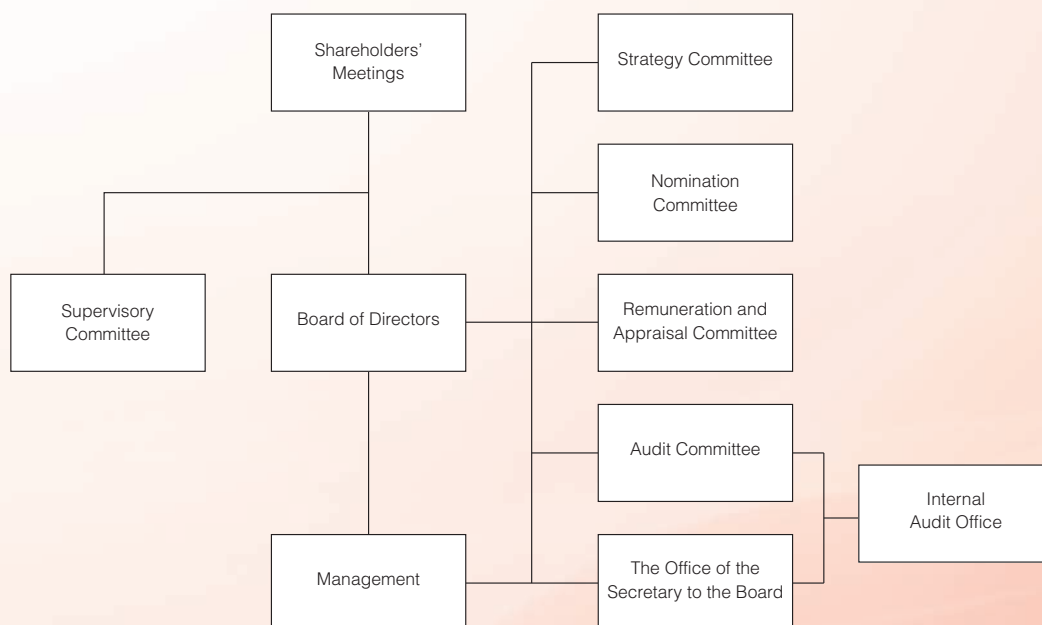 Shareholders'
Meetings
Strategy Committee
Nomination
Committee
Supervisory
Committee
Board of Directors
Remuneration and
Appraisal Committee
Audit Committee
Internal
Audit Office
Management
The Office of the
Secretary to the Board